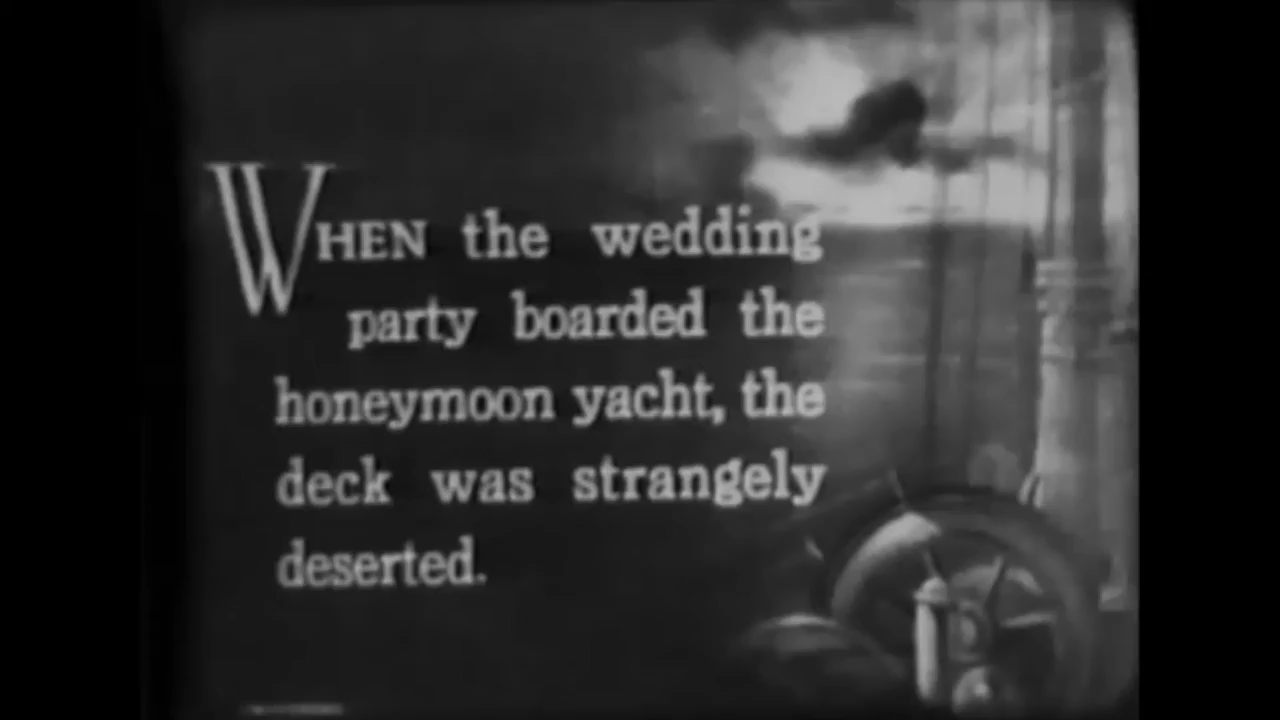 WHEN the wedding
party boarded the
honeymoon yacht, the
deck was strangely
deserted.